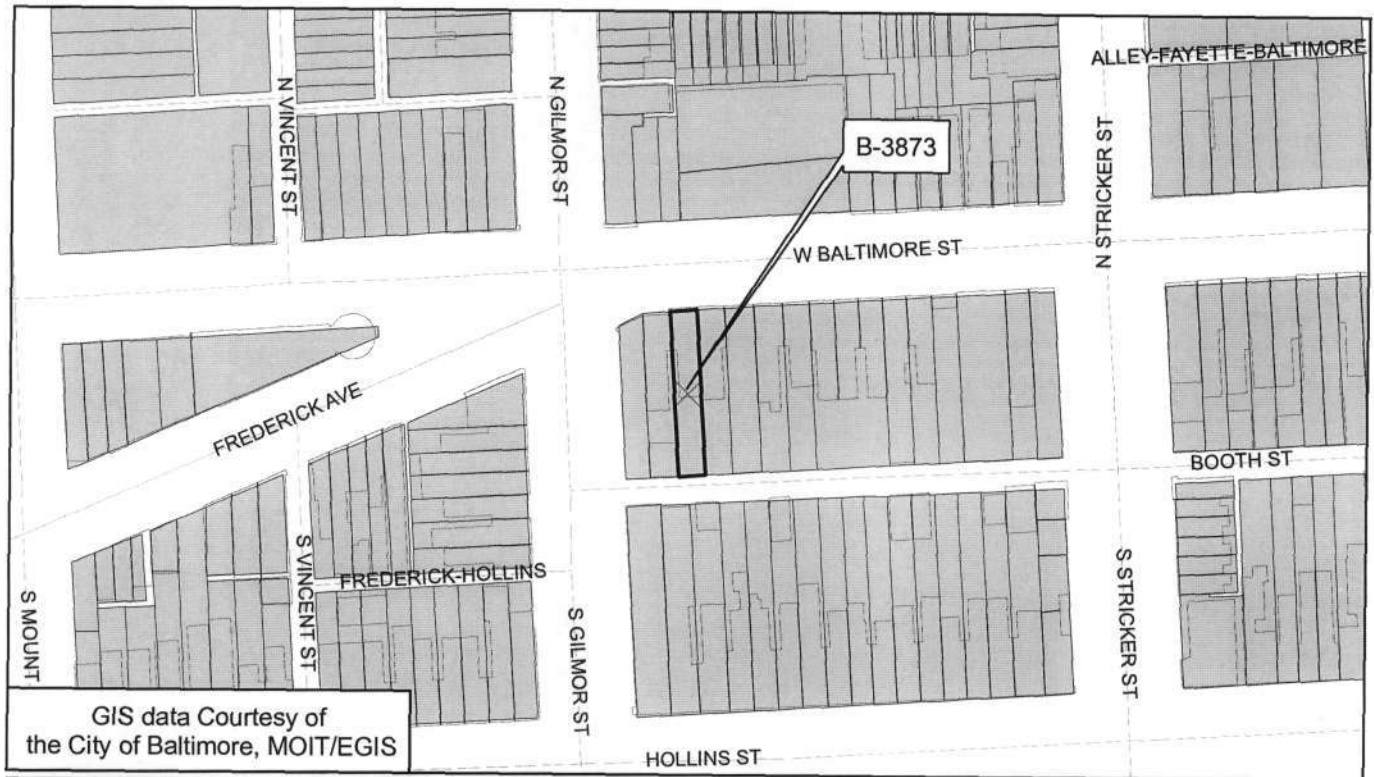 ALLEY-FAYETTE-BALTIMORE
N VINCENT ST
N GILMOR ST
N STRICKER ST
B-3873
W BALTIMORE ST
FREDERICK AVE
BOOTH ST
S MOUNT
S VINCENT ST
FREDERICK-HOLLINS
S GILMOR ST
S STRICKER ST
GIS data Courtesy of
the City of Baltimore, MOIT/EGIS
HOLLINS ST